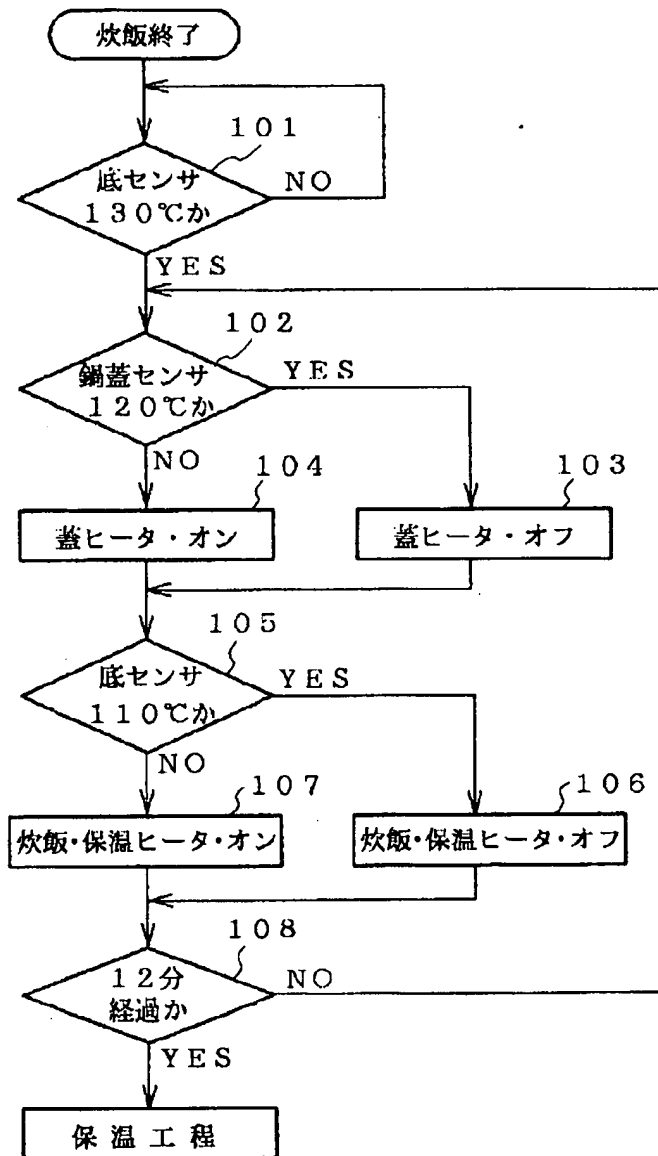 炊飯終了
101
底センサ
130℃か
NO
YES
102
鍋蓋センサ
120℃か
YES
NO
104
103
蓋ヒータ・オン
蓋ヒータ・オフ
105
底センサ
110℃か
YES
NO
107
106
炊飯・保温ヒータ・オン
炊飯・保温ヒータ・オフ
108
12分
経過か
NO
YES
保温工程